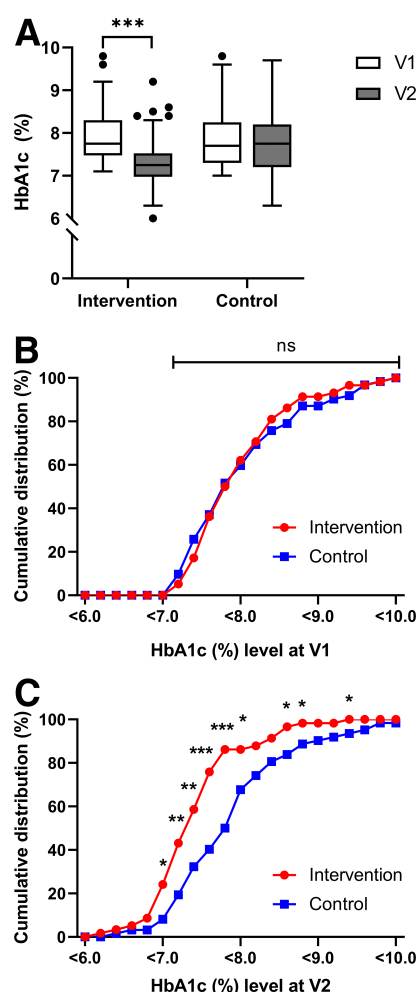 A
***
10
9
8
7
6
0
HbA1c (%)
V1
V2
Intervention
Control
B
ns
Cumulative distribution (%)
100
80
60
40
20
0
Intervention
Control
<6.0 <7.0 <8.0 <9.0 <10.0
HbA1c (%) level at V1
C
Cumulative distribution (%)
100
80
60
40
20
0
* ** ** *** *** * * * *
Intervention
Control
<6.0 <7.0 <8.0 <9.0 <10.0
HbA1c (%) level at V2